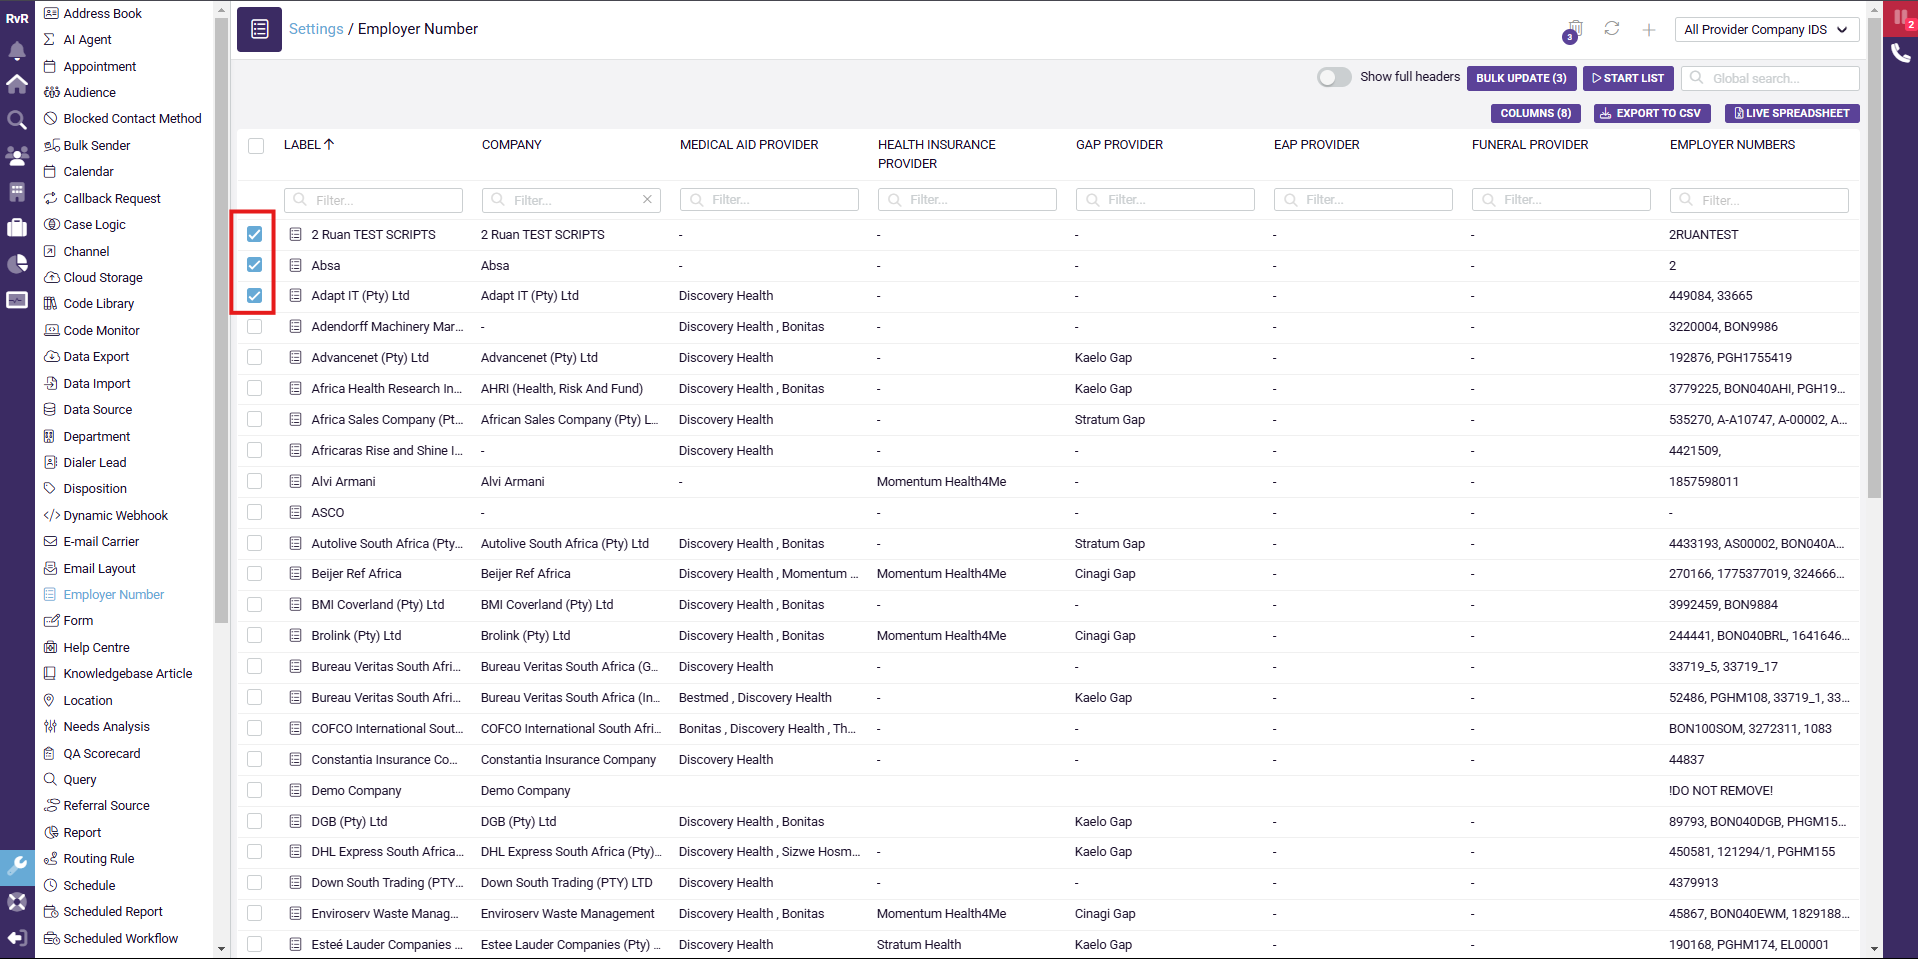 RvR
Address Book
AI Agent
Appointment
Audience
Blocked Contact Method
Bulk Sender
Calendar
Callback Request
Case Logic
Channel
Cloud Storage
Code Library
Code Monitor
Data Export
Data Import
Data Source
Department
Dialer Lead
Disposition
Dynamic Webhook
E-mail Carrier
Email Layout
Employer Number
Form
Help Centre
Knowledgebase Article
Location
Needs Analysis
QA Scorecard
Query
Referral Source
Report
Routing Rule
Schedule
Scheduled Report
Scheduled Workflow
Settings / Employer Number
3
All Provider Company IDS
2
Show full headers
BULK UPDATE (3)
START LIST
Global search...
COLUMNS (8)
EXPORT TO CSV
LIVE SPREADSHEET
LABEL COMPANY MEDICAL AID PROVIDER HEALTH INSURANCE PROVIDER GAP PROVIDER EAP PROVIDER FUNERAL PROVIDER EMPLOYER NUMBERS
Filter... Filter... Filter... Filter... Filter... Filter... Filter... Filter...
2 Ruan TEST SCRIPTS 2 Ruan TEST SCRIPTS - - - - - 2RUANTEST
Absa Absa - - - - - 2
Adapt IT (Pty) Ltd Adapt IT (Pty) Ltd Discovery Health - - - - 449084, 33665
Adendorff Machinery Mar... - Discovery Health , Bonitas - - - - 3220004, BON9986
Advancenet (Pty) Ltd Advancenet (Pty) Ltd Discovery Health - Kaelo Gap - - 192876, PGH1755419
Africa Health Research In... AHRI (Health, Risk And Fund) Discovery Health , Bonitas - Kaelo Gap - - 3779225, BON040AHI, PGH19...
Africa Sales Company (Pt... African Sales Company (Pty) L... Discovery Health - Stratum Gap - - 535270, A-A10747, A-00002, A...
Africaras Rise and Shine I... - Discovery Health - - - - 4421509,
Alvi Armani Alvi Armani - Momentum Health4Me - - - 1857598011
ASCO - - - - - -
Autolive South Africa (Pty... Autolive South Africa (Pty) Ltd Discovery Health , Bonitas - Stratum Gap - - 4433193, AS00002, BON040A...
Beijer Ref Africa Beijer Ref Africa Discovery Health , Momentum ... Momentum Health4Me Cinagi Gap - - 270166, 1775377019, 324666...
BMI Coverland (Pty) Ltd BMI Coverland (Pty) Ltd Discovery Health , Bonitas - - - - 3992459, BON9884
Brolink (Pty) Ltd Brolink (Pty) Ltd Discovery Health , Bonitas Momentum Health4Me Cinagi Gap - - 244441, BON040BRL, 1641646...
Bureau Veritas South Afri... Bureau Veritas South Africa (G... Discovery Health - - - - 33719_5, 33719_17
Bureau Veritas South Afri... Bureau Veritas South Africa (In... Bestmed , Discovery Health - Kaelo Gap - - 52486, PGHM108, 33719_1, 33...
COFCO International Sout... COFCO International South Afri... Bonitas , Discovery Health , Th... - - - - BON100SOM, 3272311, 1083
Constantia Insurance Co... Constantia Insurance Company Discovery Health - - - - 44837
Demo Company Demo Company !DO NOT REMOVE!
DGB (Pty) Ltd DGB (Pty) Ltd Discovery Health , Bonitas Kaelo Gap - - 89793, BON040DGB, PHGM15...
DHL Express South Africa... DHL Express South Africa (Pty)... Discovery Health , Sizwe Hosm... - Kaelo Gap - - 450581, 121294/1, PGHM155
Down South Trading (PTY... Down South Trading (PTY) LTD Discovery Health - - - - 4379913
Enviroserv Waste Manag... Enviroserv Waste Management Discovery Health , Bonitas Momentum Health4Me Cinagi Gap - - 45867, BON040EWM, 1829188...
Esteé Lauder Companies ... Estee Lauder Companies (Pty) ... Discovery Health Stratum Health Kaelo Gap - - 190168, PGHM174, EL00001